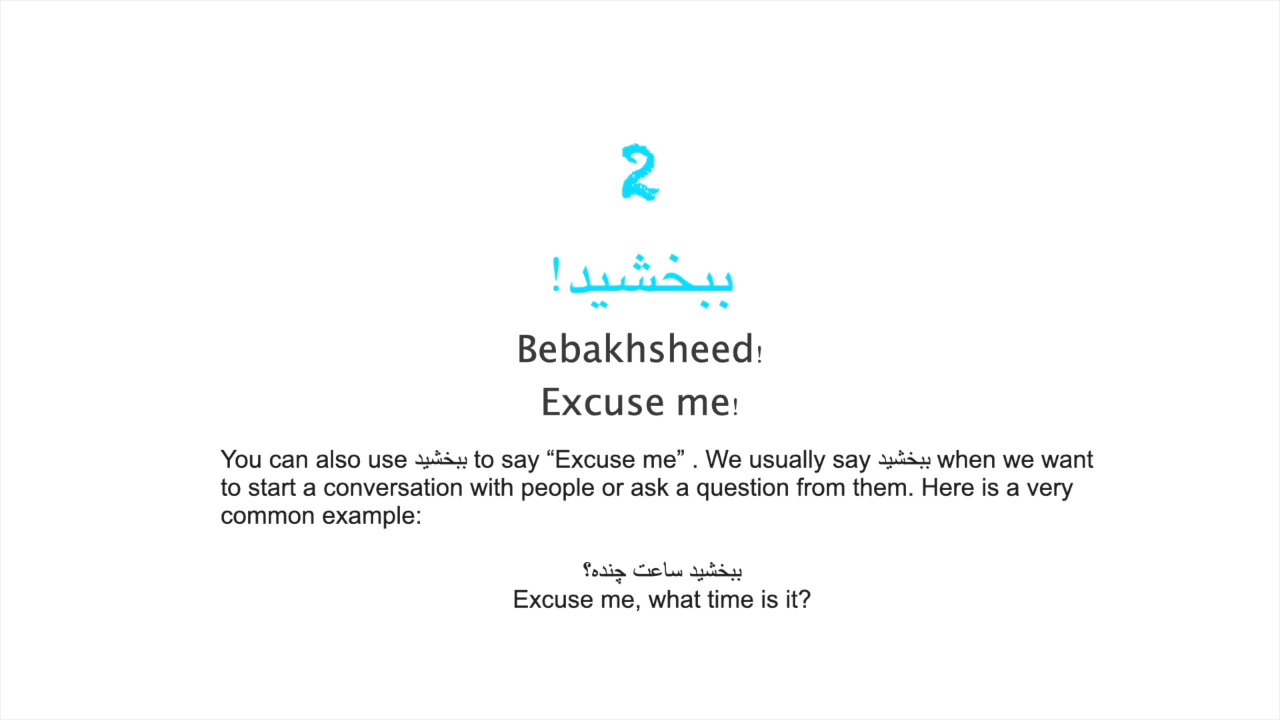 2
ببخشید!
Bebakhsheed!
Excuse me!
You can also use ببخشید to say “Excuse me” . We usually say ببخشید when we want
to start a conversation with people or ask a question from them. Here is a very
common example:
ببخشید ساعت چنده؟
Excuse me, what time is it?